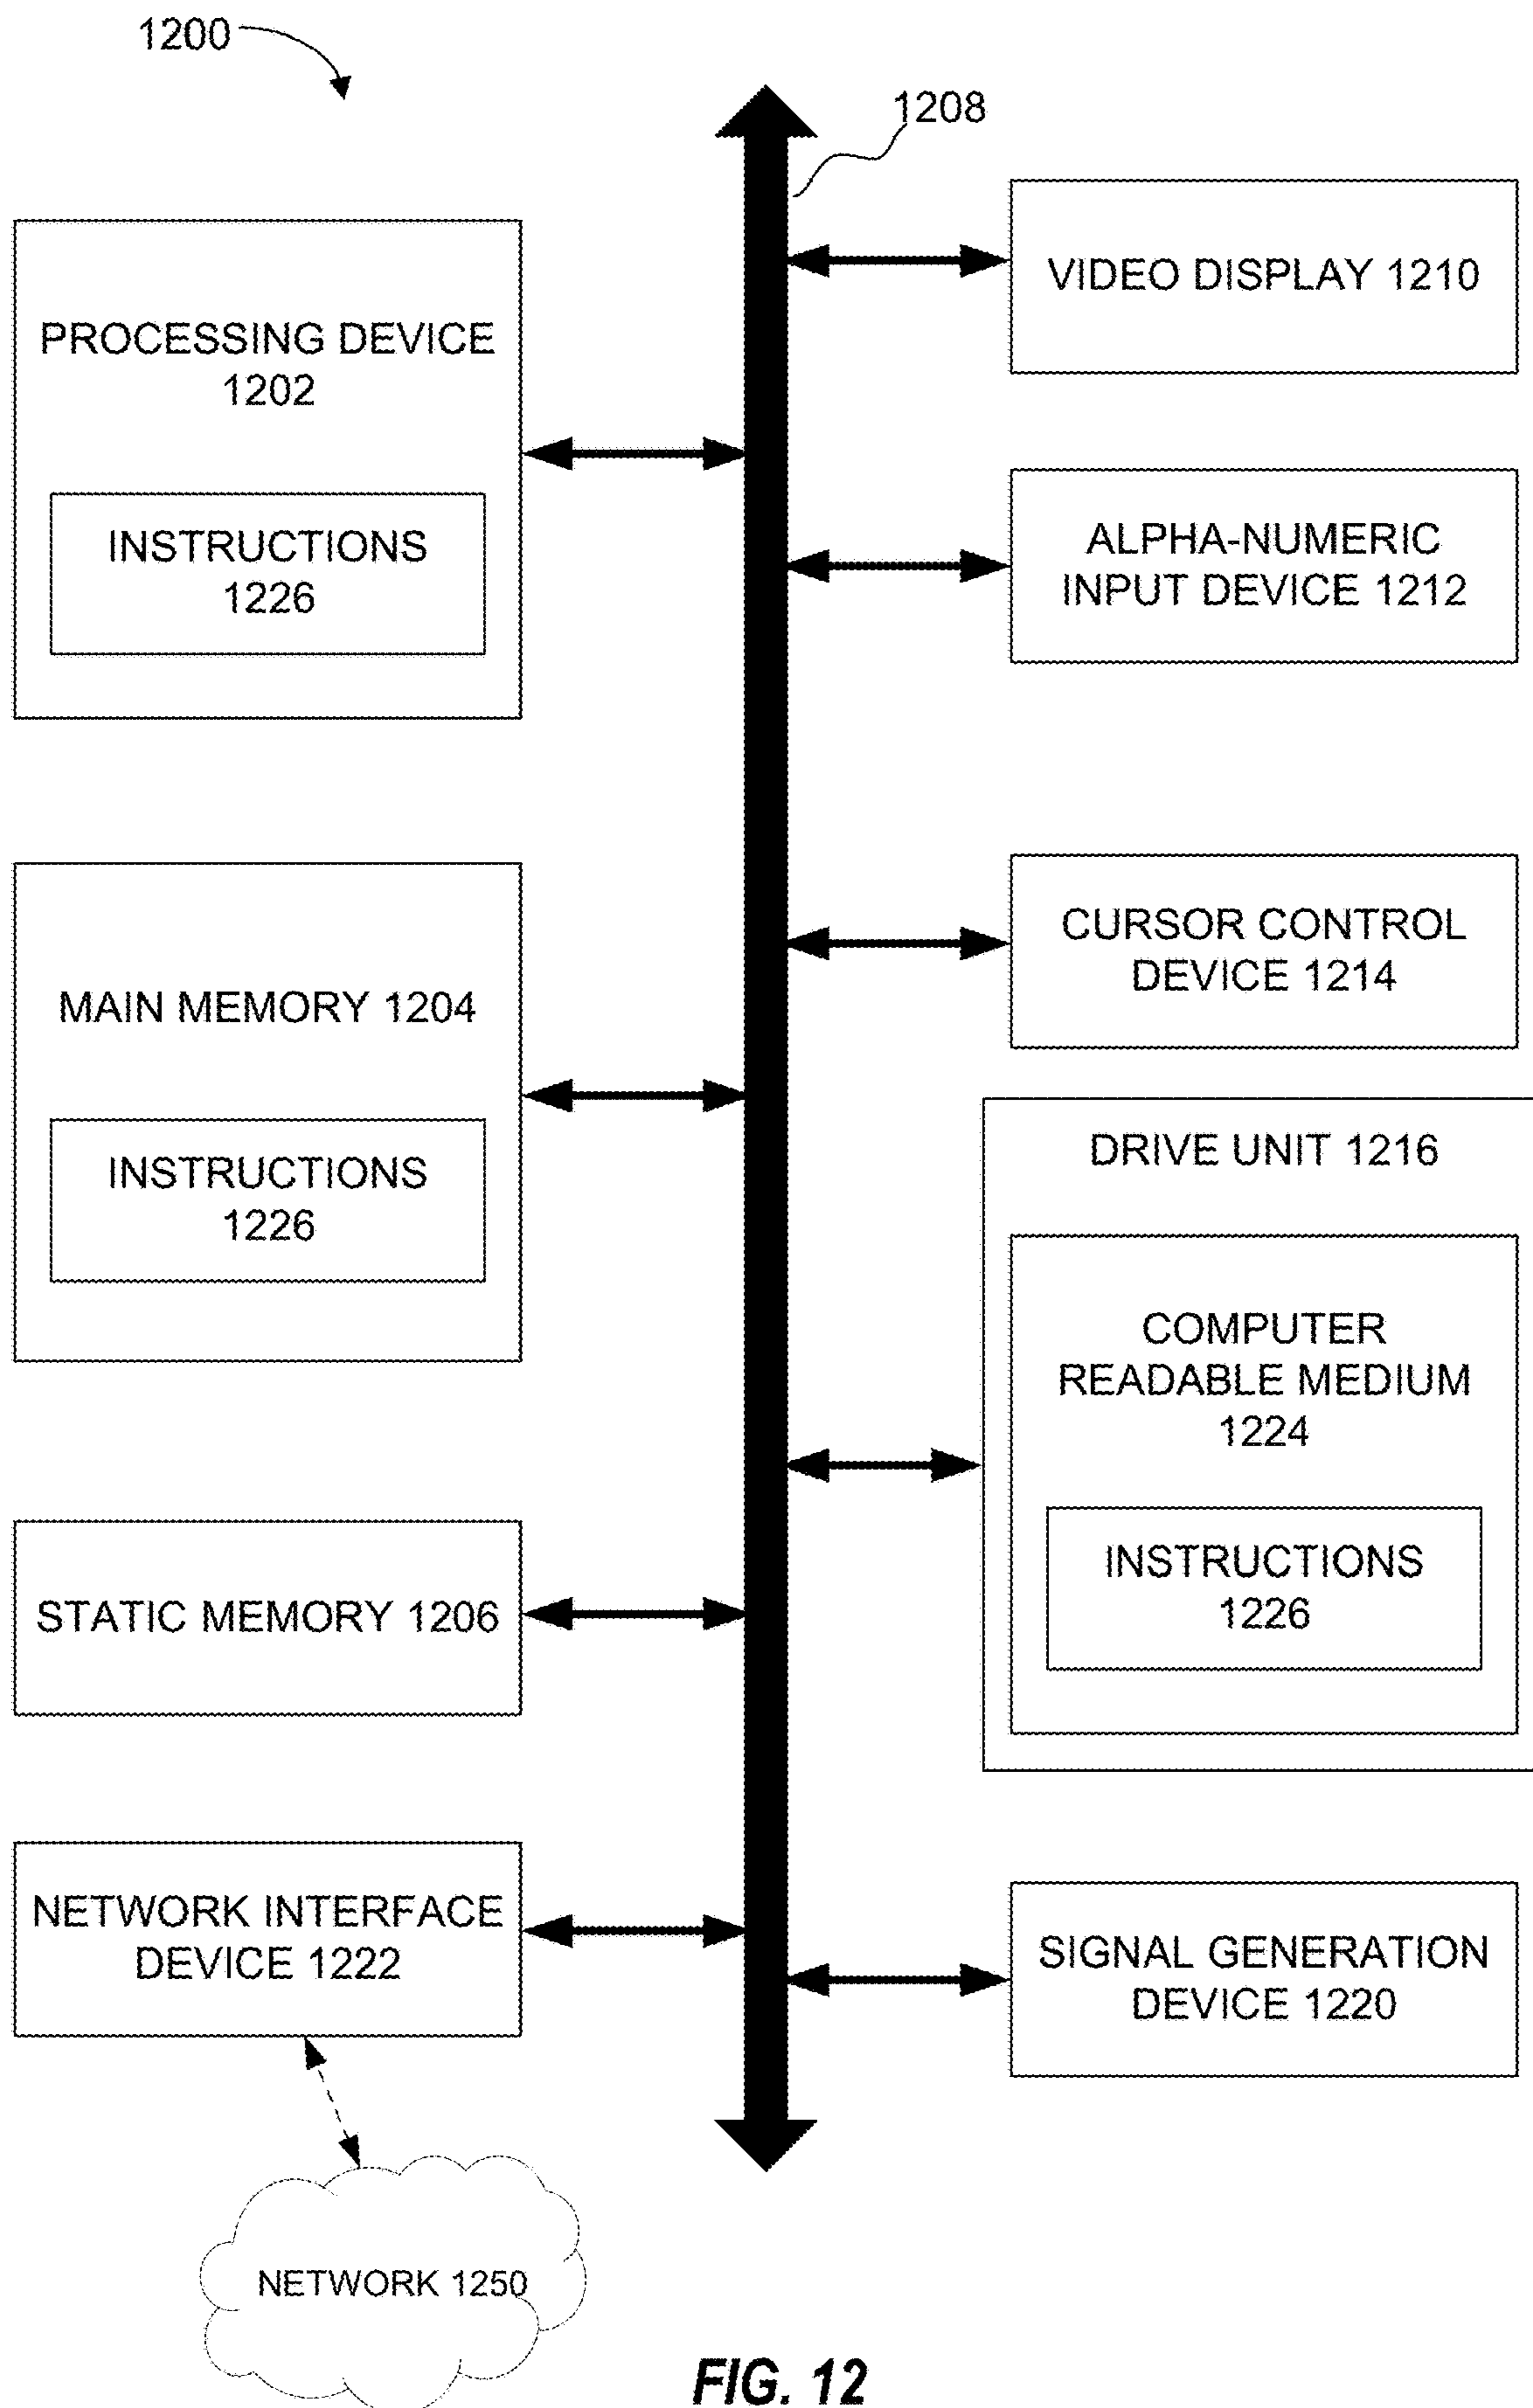 1200
1208
PROCESSING DEVICE
1202
INSTRUCTIONS
1226
MAIN MEMORY 1204
INSTRUCTIONS
1226
STATIC MEMORY 1206
NETWORK INTERFACE
DEVICE 1222
NETWORK 1250
VIDEO DISPLAY 1210
ALPHA-NUMERIC
INPUT DEVICE 1212
CURSOR CONTROL
DEVICE 1214
DRIVE UNIT 1216
COMPUTER
READABLE MEDIUM
1224
INSTRUCTIONS
1226
SIGNAL GENERATION
DEVICE 1220
FIG. 12